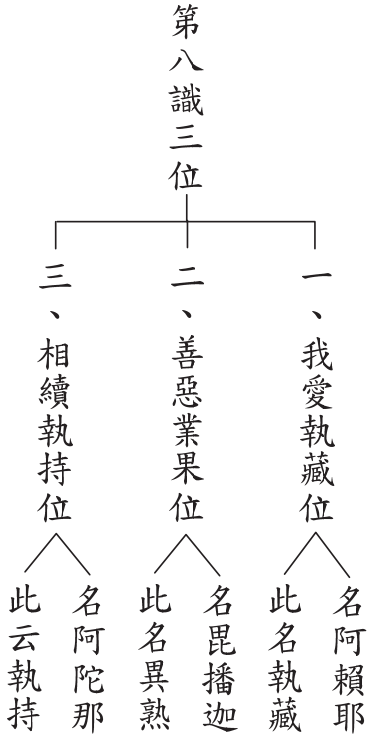 第八識三位
一、我愛執藏位
名阿賴耶
此名執藏
二、善惡業果位
名毘播迦
此名異熟
三、相續執持位
名阿陀那
此云執持